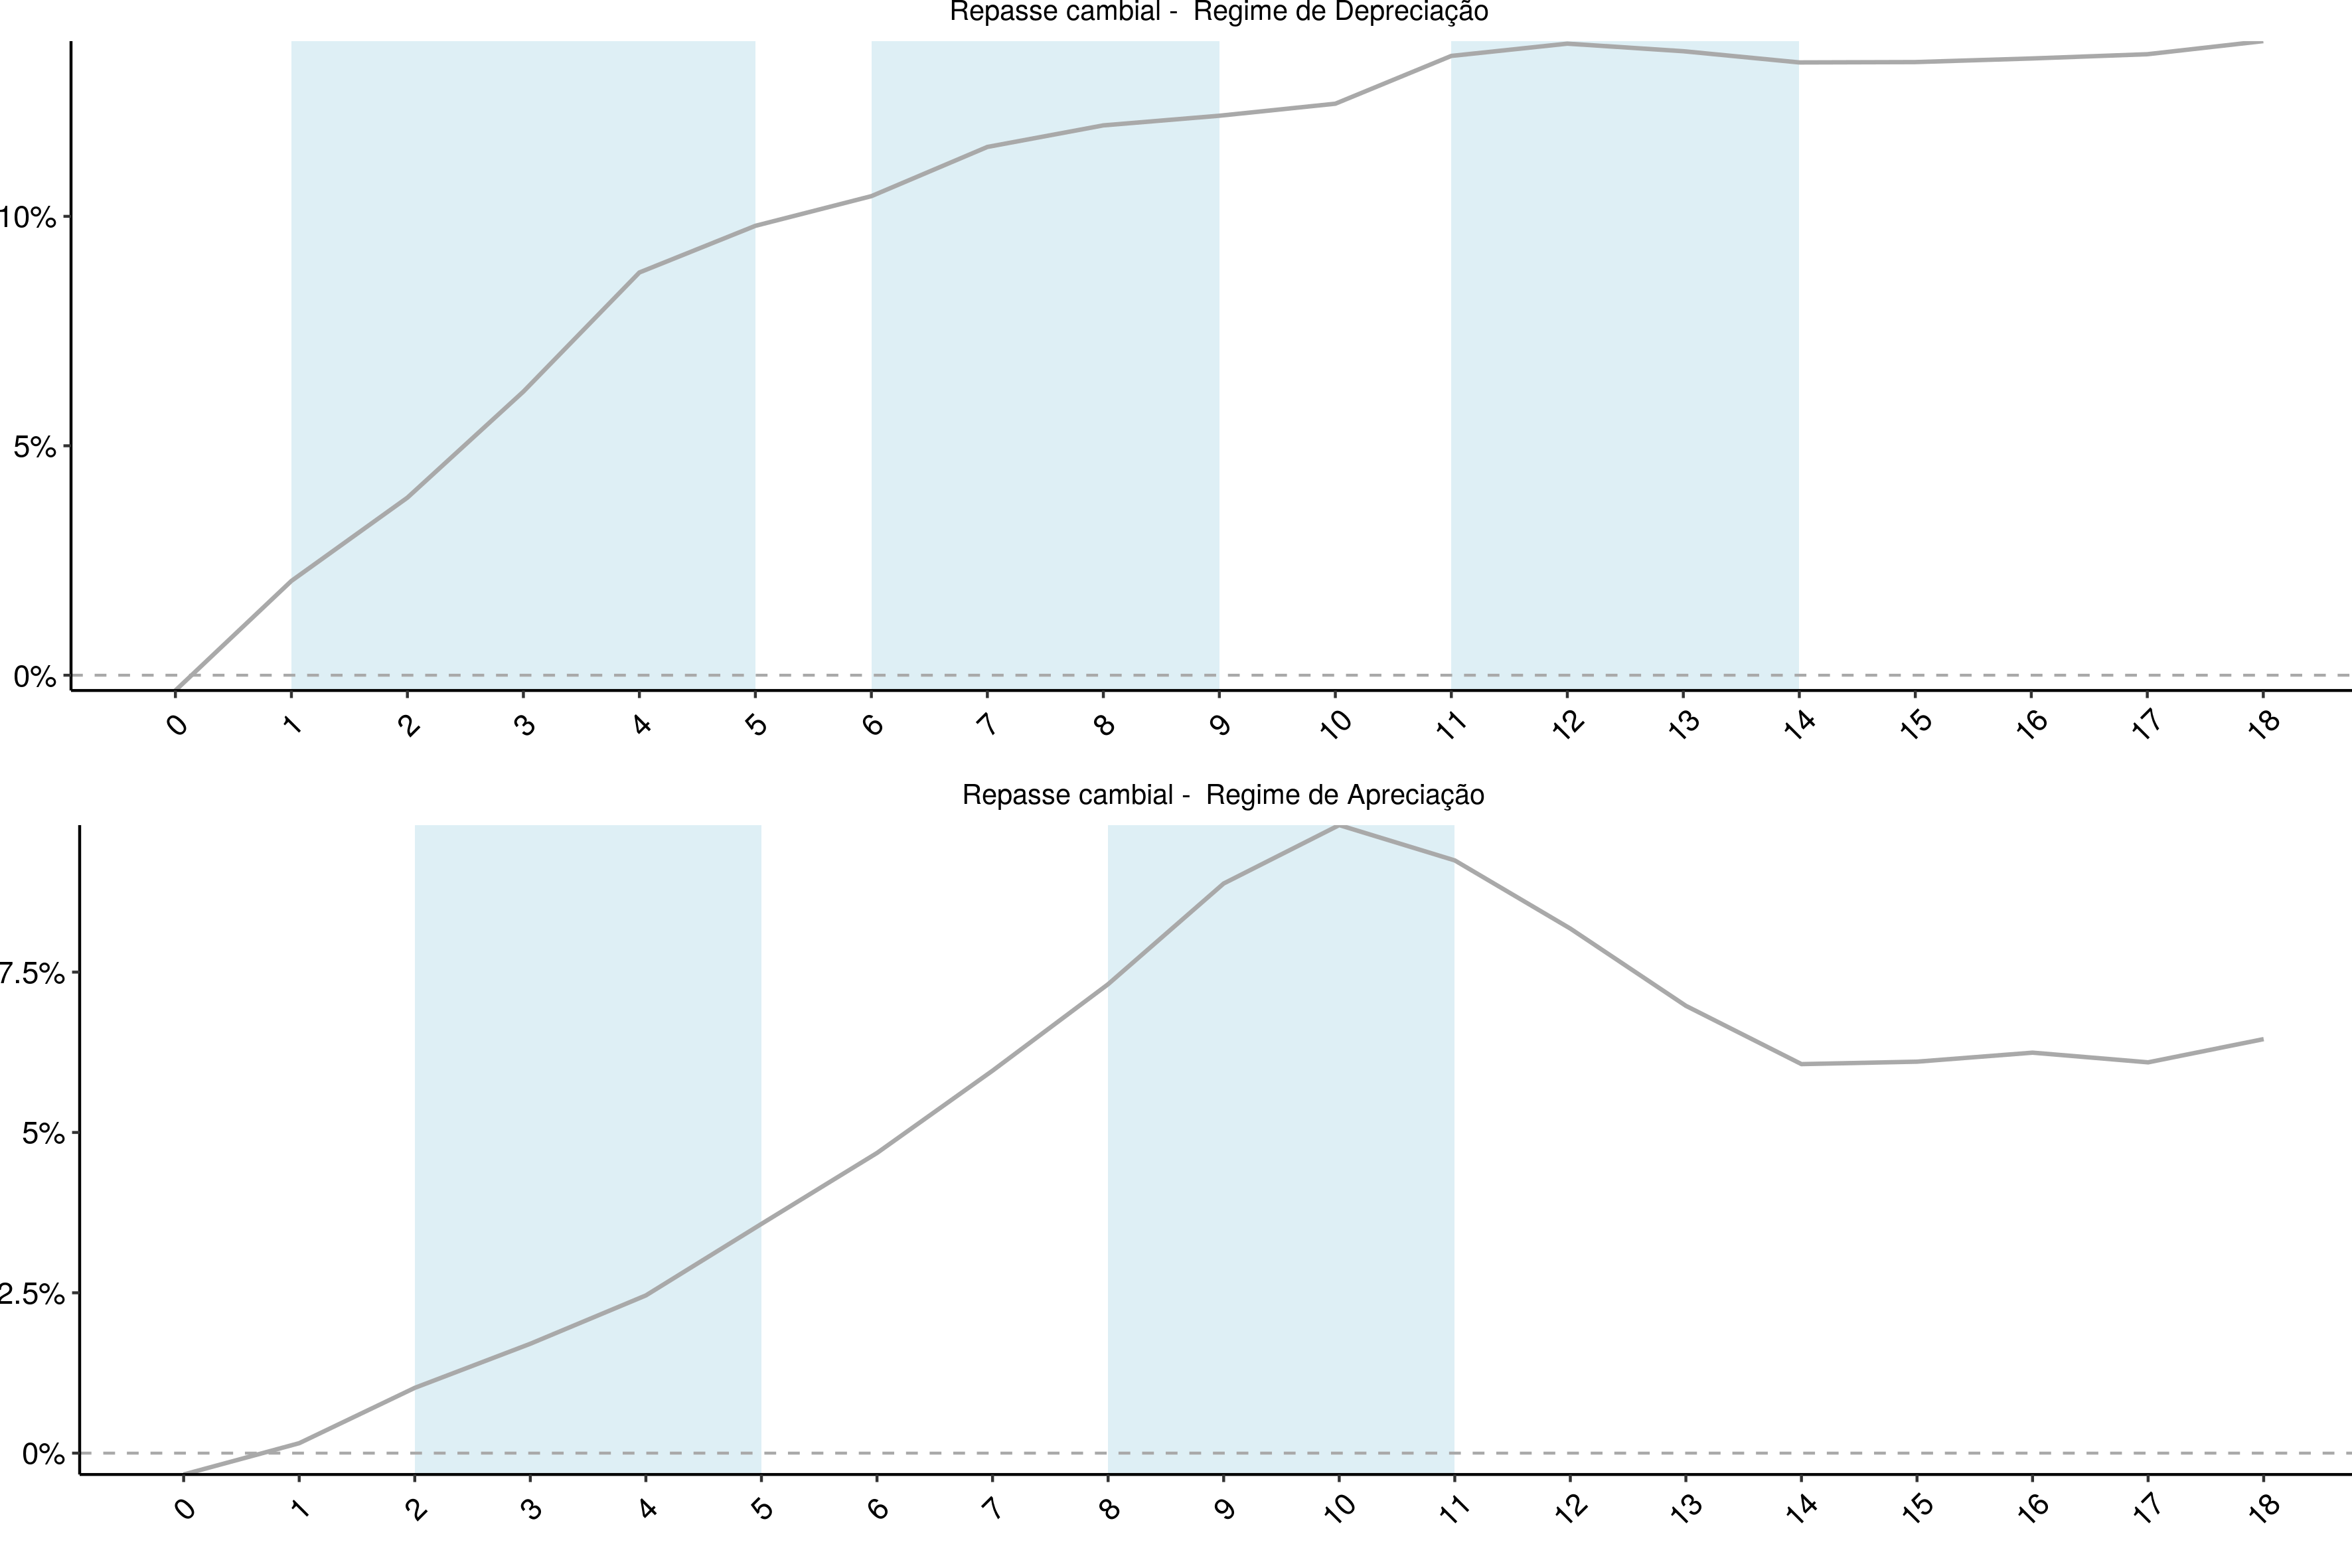 Repasse cambial -  Regime de Depreciação
10%
5%
0%
0 1 2 3 4 5 6 7 8 9 10 11 12 13 14 15 16 17 18
Repasse cambial -  Regime de Apreciação
7.5%
5%
2.5%
0%
0 1 2 3 4 5 6 7 8 9 10 11 12 13 14 15 16 17 18